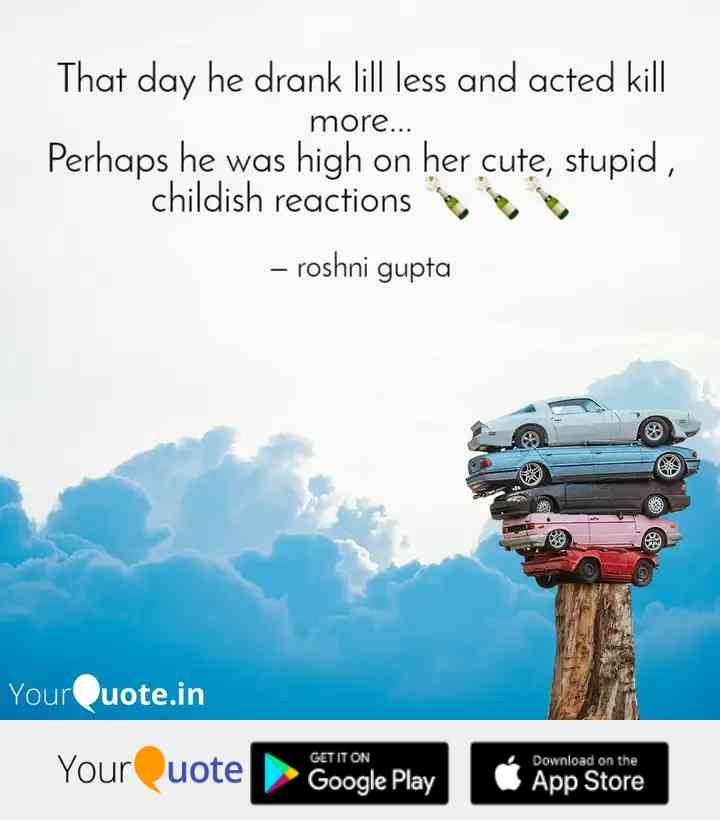 That day he drank lill less and acted kill
more...
Perhaps he was high on her cute, stupid ,
childish reactions 🍾🍾🍾
– roshni gupta
YourQuote.in
YourQuote
GET IT ON
Google Play
Download on the
App Store